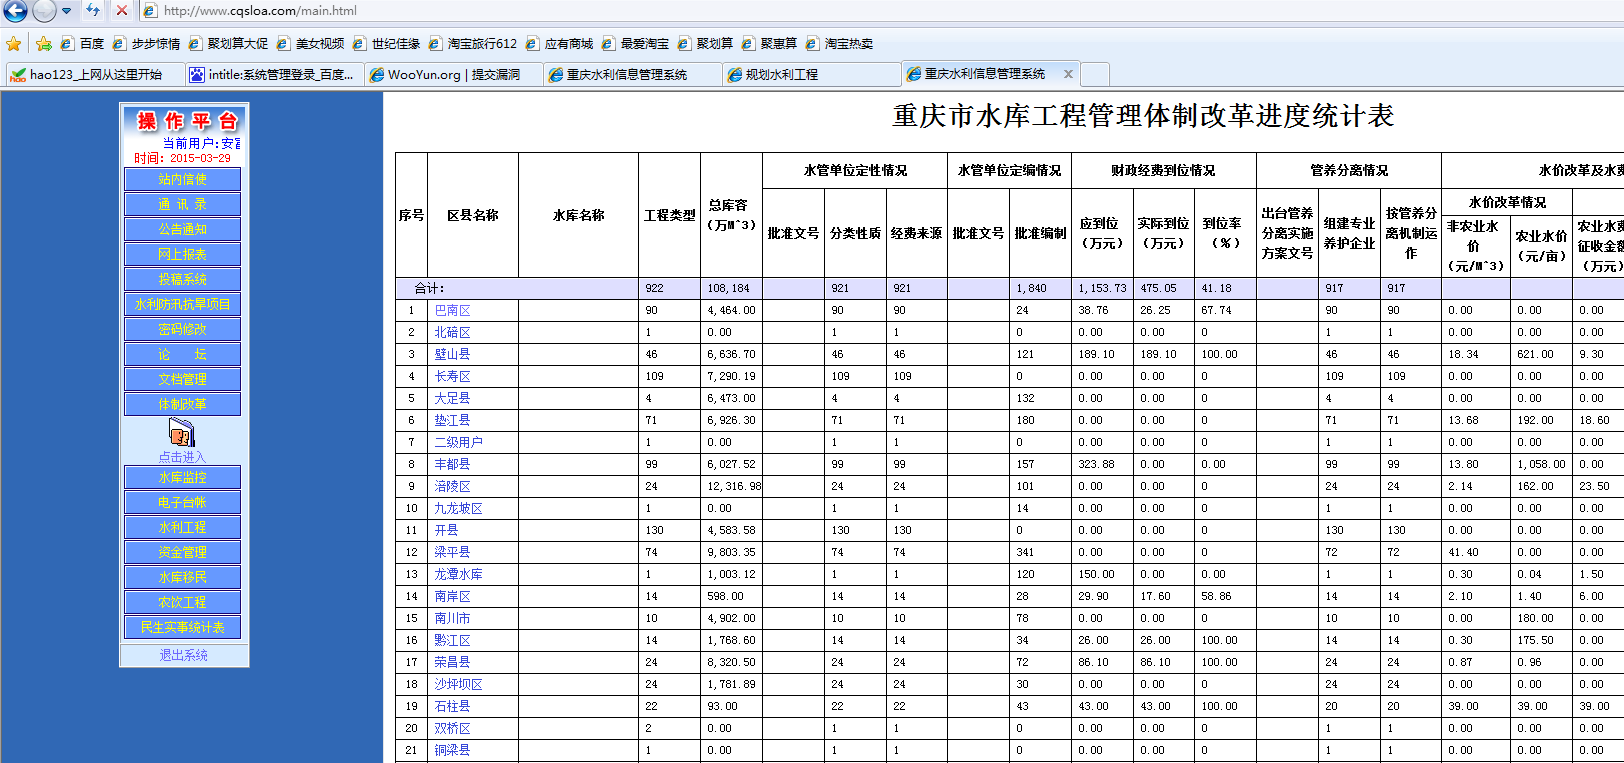 http://www.cqsloa.com/main.html
百度 步步惊情 聚划算大促 美女视频 世纪佳缘 淘宝旅行612 应有商城 最爱淘宝 聚划算 聚惠算 淘宝热卖
hao123_上网从这里开始 intitle:系统管理登录_百度... WooYun.org | 提交漏洞 重庆水利信息管理系统 规划水利工程 重庆水利信息管理系统 x
操作平台
当前用户:安富
时间：2015-03-29
站内信使
通 讯 录
公告通知
网上报表
投稿系统
水利防汛抗旱项目
密码修改
论 坛
文档管理
体制改革
点击进入
水库监控
电子台帐
水利工程
资金管理
水库移民
农饮工程
民生实事统计表
退出系统
重庆市水库工程管理体制改革进度统计表
水管单位定性情况 水管单位定编情况 财政经费到位情况 管养分离情况 水价改革及水费
水价改革情况
序号 区县名称 水库名称 工程类型 总库容（万M^3） 批准文号 分类性质 经费来源 批准文号 批准编制 应到位（万元） 实际到位（万元） 到位率（%） 出台管养分离实施方案文号 组建专业养护企业 按管养分离机制运作 非农业水价（元/M^3） 农业水价（元/亩） 农业水费征收金额（万元）
合计： 922 108,184 921 921 1,840 1,153.73 475.05 41.18 917 917
1 巴南区 90 4,464.00 90 90 24 38.76 26.25 67.74 90 90 0.00 0.00 0.00
2 北碚区 1 0.00 1 1 0 0.00 0.00 0 1 1 0.00 0.00 0.00
3 璧山县 46 6,636.70 46 46 121 189.10 189.10 100.00 46 46 18.34 621.00 9.30
4 长寿区 109 7,290.19 109 109 0 0.00 0.00 0 109 109 0.00 0.00 0.00
5 大足县 4 6,473.00 4 4 132 0.00 0.00 0 4 4 0.00 0.00 0.00
6 垫江县 71 6,926.30 71 71 180 0.00 0.00 0 71 71 13.68 192.00 18.60
7 二级用户 1 0.00 1 1 0 0.00 0.00 0 1 1 0.00 0.00 0.00
8 丰都县 99 6,027.52 99 99 157 323.88 0.00 0.00 99 99 13.80 1,058.00 0.00
9 涪陵区 24 12,316.98 24 24 101 0.00 0.00 0 24 24 2.14 162.00 23.50
10 九龙坡区 1 0.00 1 1 14 0.00 0.00 0 1 1 0.00 0.00 0.00
11 开县 130 4,583.58 130 130 0 0.00 0.00 0 130 130 0.00 0.00 0.00
12 梁平县 74 9,803.35 74 74 341 0.00 0.00 0 72 72 41.40 0.00 0.00
13 龙潭水库 1 1,003.12 1 1 120 150.00 0.00 0.00 1 1 0.30 0.04 1.50
14 南岸区 14 598.00 14 14 28 29.90 17.60 58.86 14 14 2.10 1.40 6.00
15 南川市 10 4,902.00 10 10 78 0.00 0.00 0 10 10 0.00 180.00 0.00
16 黔江区 14 1,768.60 14 14 34 26.00 26.00 100.00 14 14 0.30 175.50 0.00
17 荣昌县 24 8,320.50 24 24 72 86.10 86.10 100.00 24 24 0.87 0.96 0.00
18 沙坪坝区 24 1,781.89 24 24 30 0.00 0.00 0 24 24 0.00 0.00 0.00
19 石柱县 22 93.00 22 22 43 43.00 43.00 100.00 20 20 39.00 39.00 39.00
20 双桥区 2 0.00 1 1 0 0.00 0.00 0 1 1 0.00 0.00 0.00
21 铜梁县 1 0.00 1 1 0 0.00 0.00 0 1 1 0.00 0.00 0.00